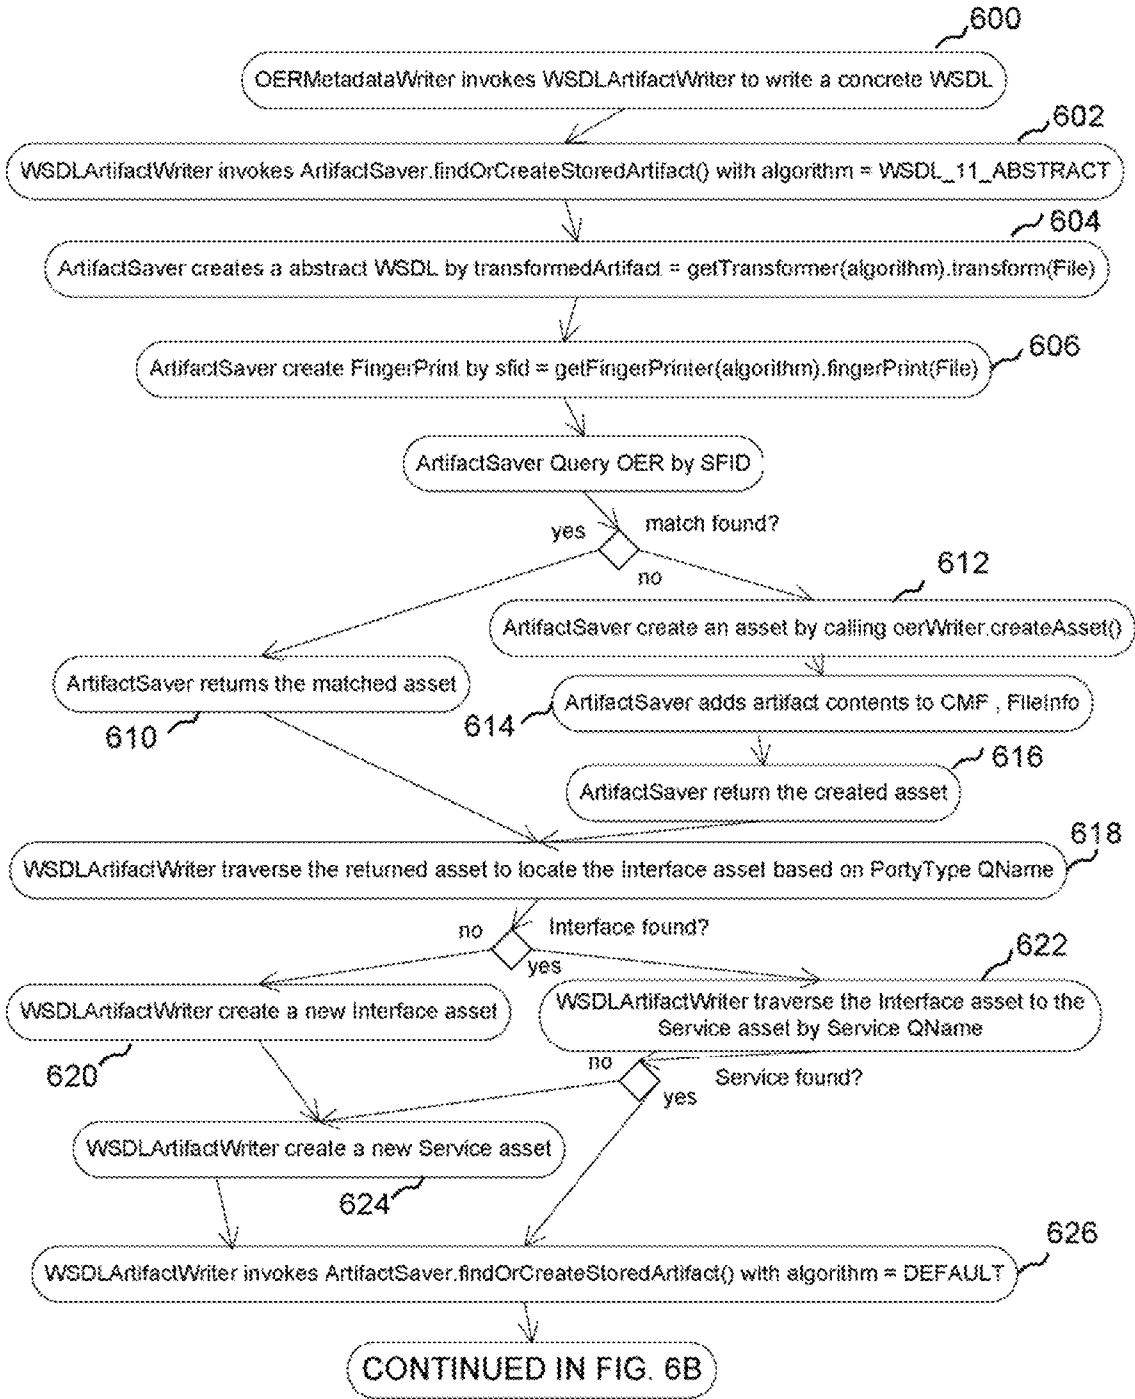 600
OERMetadataWriter invokes WSDLArtifactWriter to write a concrete WSDL
602
WSDLArtifactWriter invokes ArtifactSaver.findOrCreateStoredArtifact() with algorithm = WSDL_11_ABSTRACT
604
ArtifactSaver creates a abstract WSDL by transformedArtifact = getTransformer(algorithm).transform(File)
606
ArtifactSaver create FingerPrint by sfid = getFingerPrinter(algorithm).fingerPrint(File)
ArtifactSaver Query OER by SFID
yes
match found?
no
612
ArtifactSaver create an asset by calling oerWriter.createAsset()
ArtifactSaver returns the matched asset
610
614
ArtifactSaver adds artifact contents to CMF , FileInfo
616
ArtifactSaver return the created asset
618
WSDLArtifactWriter traverse the returned asset to locate the Interface asset based on PortyType QName
no
Interface found?
yes
622
WSDLArtifactWriter create a new Interface asset
620
WSDLArtifactWriter traverse the Interface asset to the
Service asset by Service QName
no
Service found?
yes
WSDLArtifactWriter create a new Service asset
624
626
WSDLArtifactWriter invokes ArtifactSaver.findOrCreateStoredArtifact() with algorithm = DEFAULT
CONTINUED IN FIG. 6B